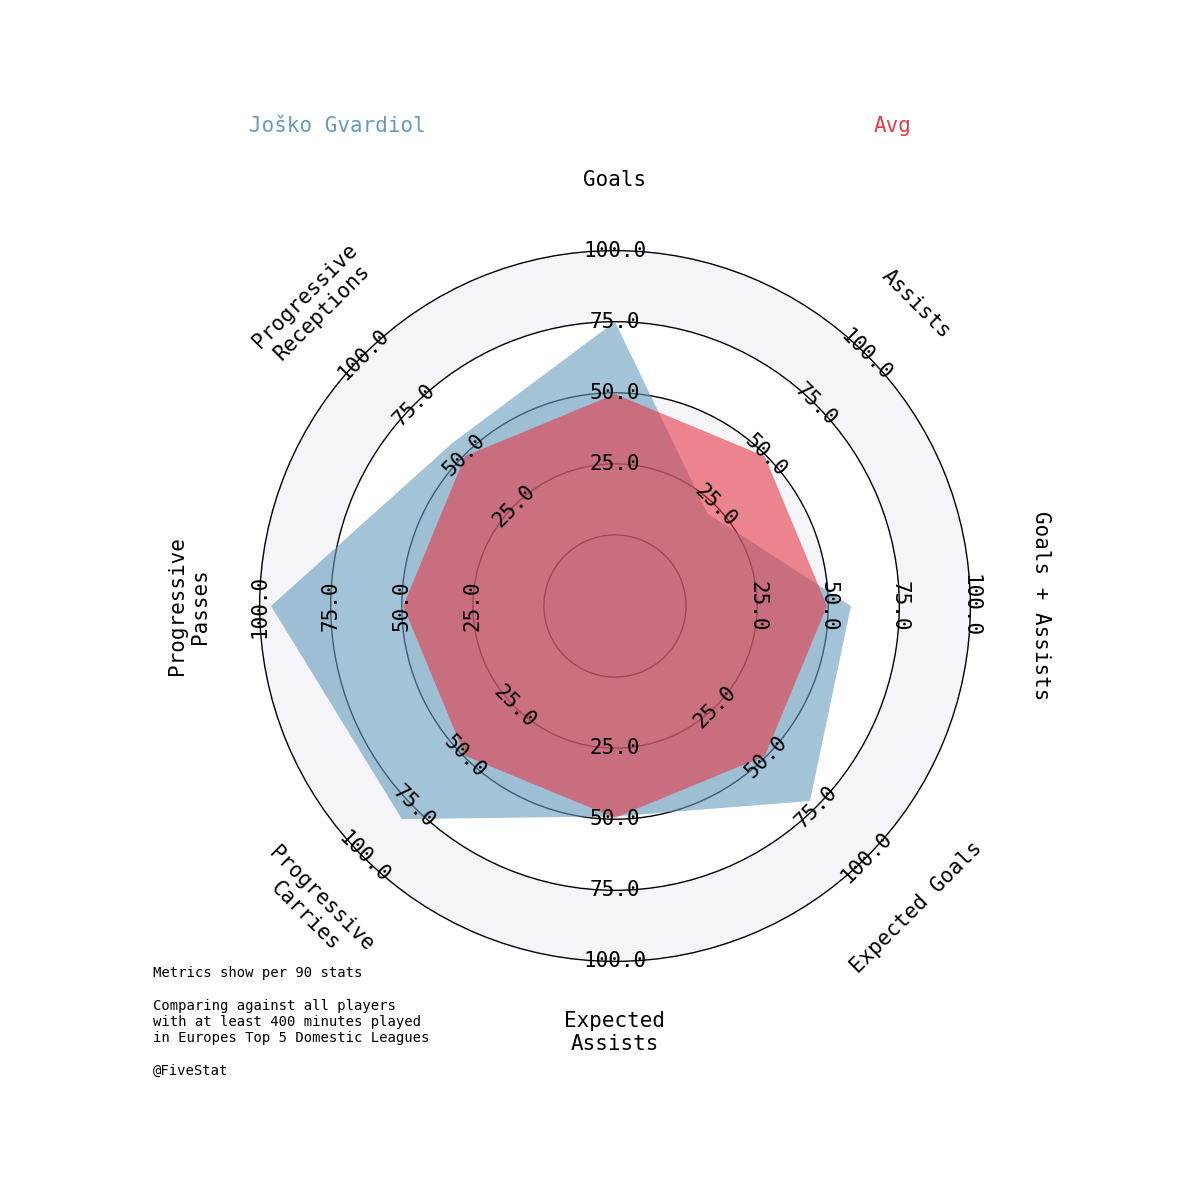 Joško Gvardiol
Avg
Goals
Assists
Goals + Assists
Expected Goals
Expected
Assists
Progressive
Carries
Progressive
Passes
Progressive
Receptions
25.0
50.0
75.0
100.0
25.0
50.0
75.0
100.0
25.0
50.0
75.0
100.0
25.0
50.0
75.0
100.0
25.0
50.0
75.0
100.0
25.0
50.0
75.0
100.0
25.0
50.0
75.0
100.0
25.0
50.0
75.0
100.0
Metrics show per 90 stats
Comparing against all players
with at least 400 minutes played
in Europes Top 5 Domestic Leagues
@FiveStat